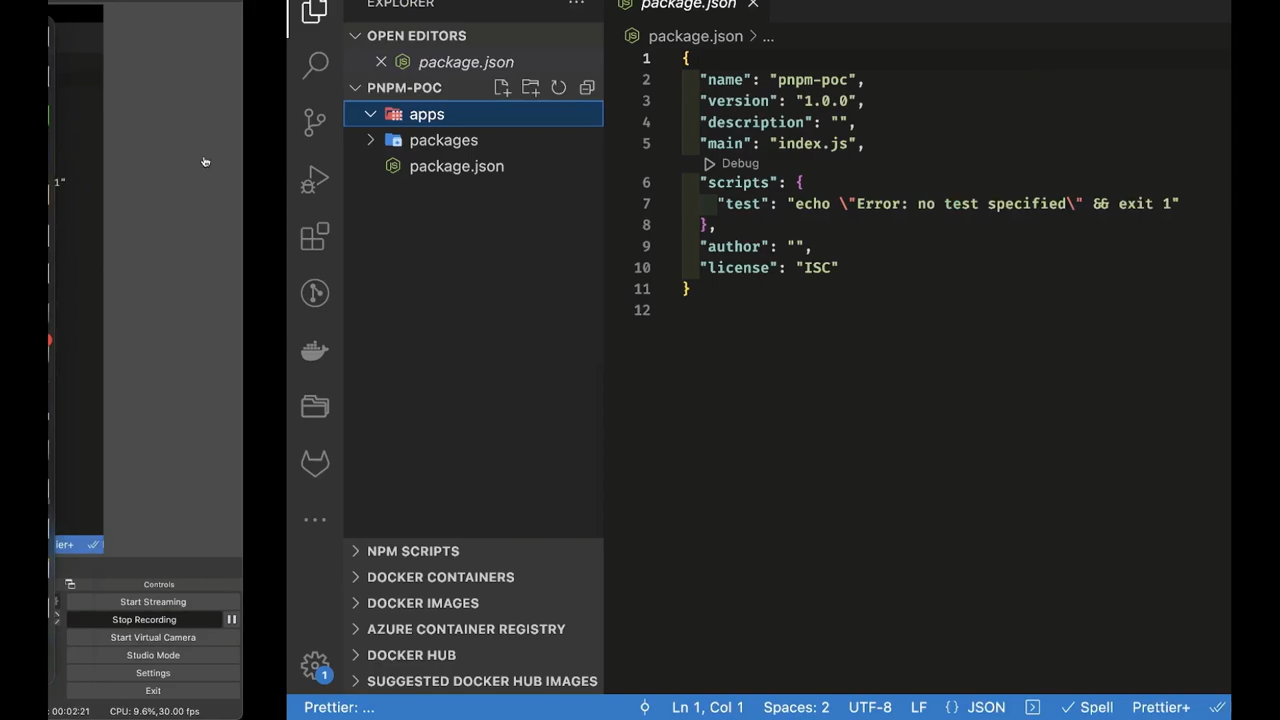 1"
ier+
Controls
Start Streaming
Stop Recording
Start Virtual Camera
Studio Mode
Settings
Exit
00:02:21 CPU: 9.6%,30.00 fps
EXPLORER
OPEN EDITORS
package.json
PNPM-POC
apps
packages
package.json
NPM SCRIPTS
DOCKER CONTAINERS
DOCKER IMAGES
AZURE CONTAINER REGISTRY
DOCKER HUB
SUGGESTED DOCKER HUB IMAGES
1
package.json
package.json > ...
1 {
2 "name": "pnpm-poc",
3 "version": "1.0.0",
4 "description": "",
5 "main": "index.js",
Debug
6 "scripts": {
7 "test": "echo \"Error: no test specified\" && exit 1"
8 },
9 "author": "",
10 "license": "ISC"
11 }
12
Prettier: ... Ln 1, Col 1 Spaces: 2 UTF-8 LF {} JSON Spell Prettier+